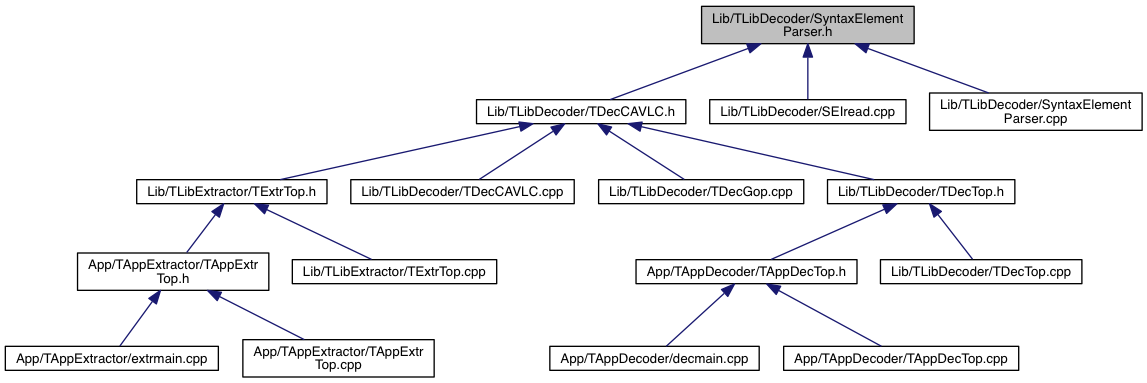 Lib/TLibDecoder/SyntaxElement
Parser.h
Lib/TLibDecoder/TDecCAVLC.h
Lib/TLibDecoder/SEIread.cpp
Lib/TLibDecoder/SyntaxElement
Parser.cpp
Lib/TLibExtractor/TExtrTop.h
Lib/TLibDecoder/TDecCAVLC.cpp
Lib/TLibDecoder/TDecGop.cpp
Lib/TLibDecoder/TDecTop.h
App/TAppExtractor/TAppExtr
Top.h
Lib/TLibExtractor/TExtrTop.cpp
App/TAppDecoder/TAppDecTop.h
Lib/TLibDecoder/TDecTop.cpp
App/TAppExtractor/extrmain.cpp
App/TAppExtractor/TAppExtr
Top.cpp
App/TAppDecoder/decmain.cpp
App/TAppDecoder/TAppDecTop.cpp